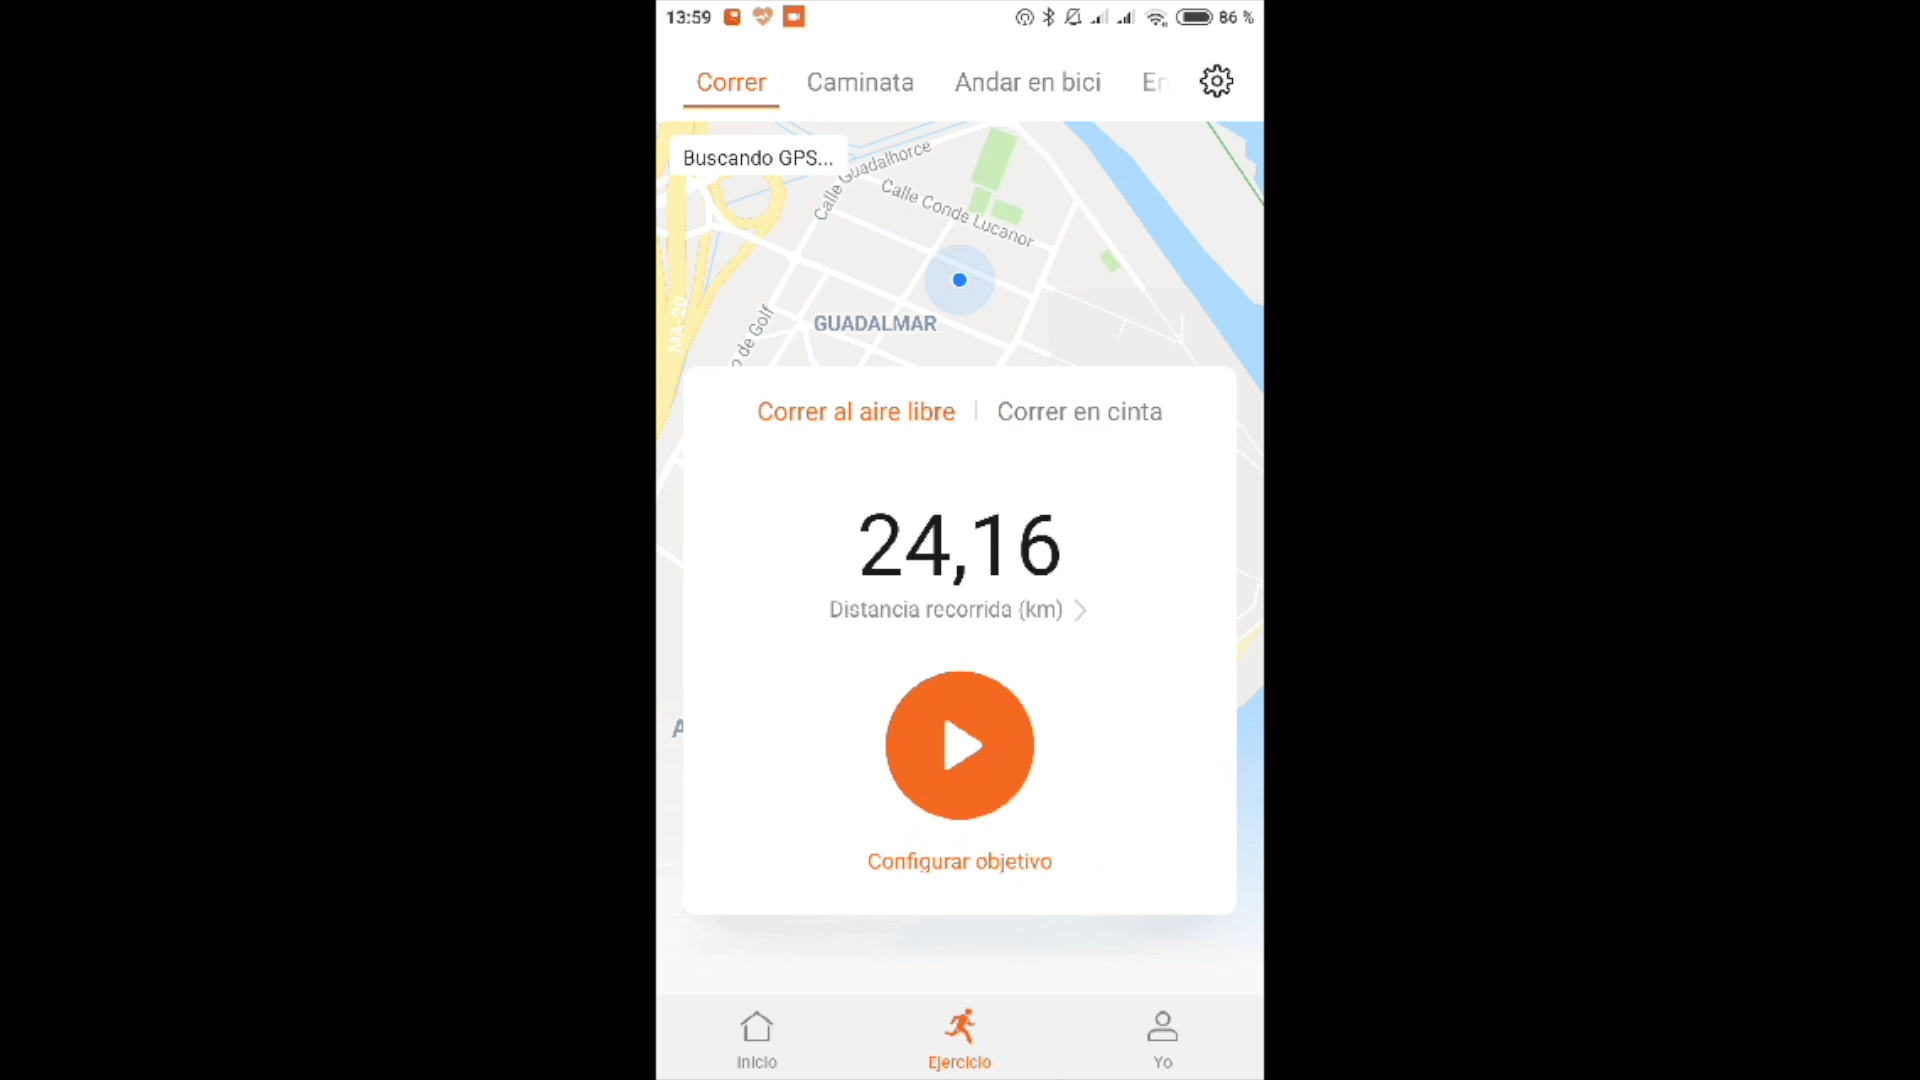 13:59
86 %
Correr
Caminata
Andar en bici
Buscando GPS...
Calle Guadalhorce
Calle Conde Lucanor
MA-20
o de Golf
GUADALMAR
Correr al aire libre
Correr en cinta
24,16
Distancia recorrida (km)
Configurar objetivo
Inicio
Ejercicio
Yo